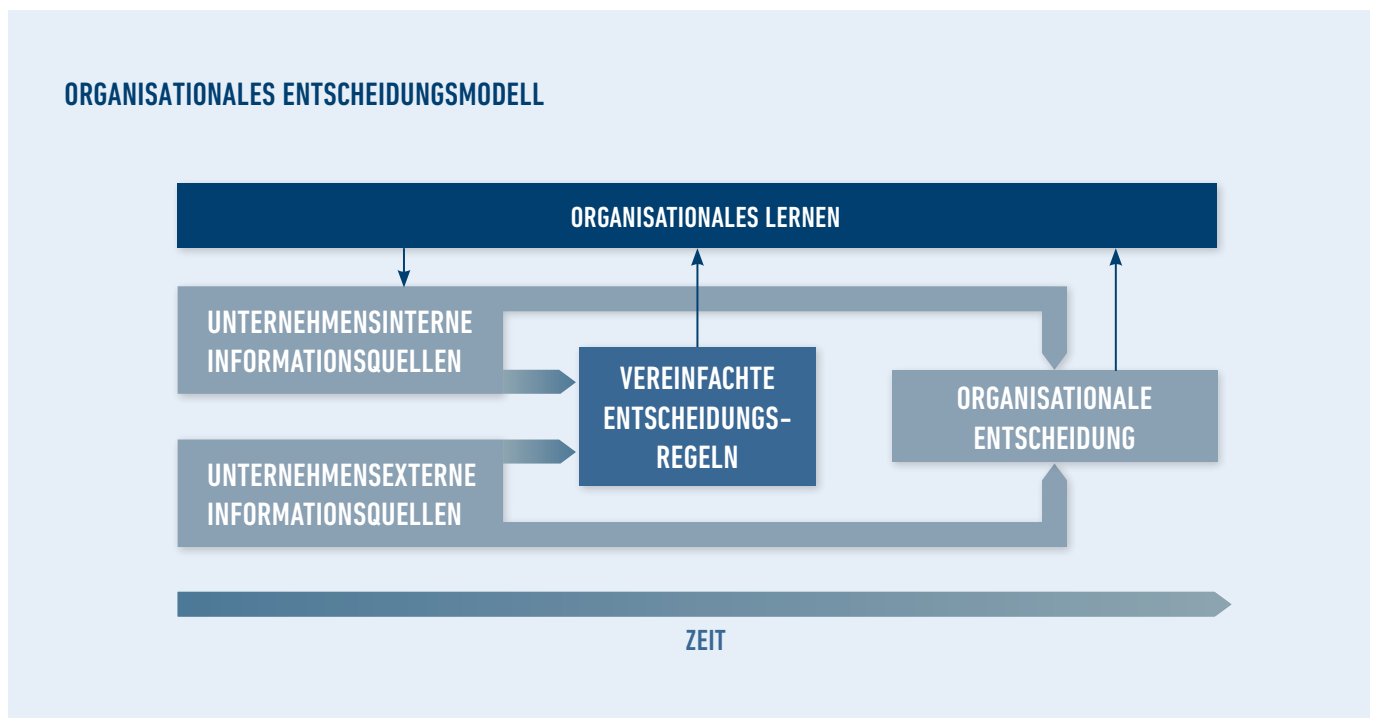 ORGANISATIONALES ENTSCHEIDUNGSMODELL
ORGANISATIONALES LERNEN
UNTERNEHMENSINTERNE
INFORMATIONSQUELLEN
VEREINFACHTE
ENTSCHEIDUNGS-
REGELN
ORGANISATIONALE
ENTSCHEIDUNG
UNTERNEHMENSEXTERNE
INFORMATIONSQUELLEN
ZEIT